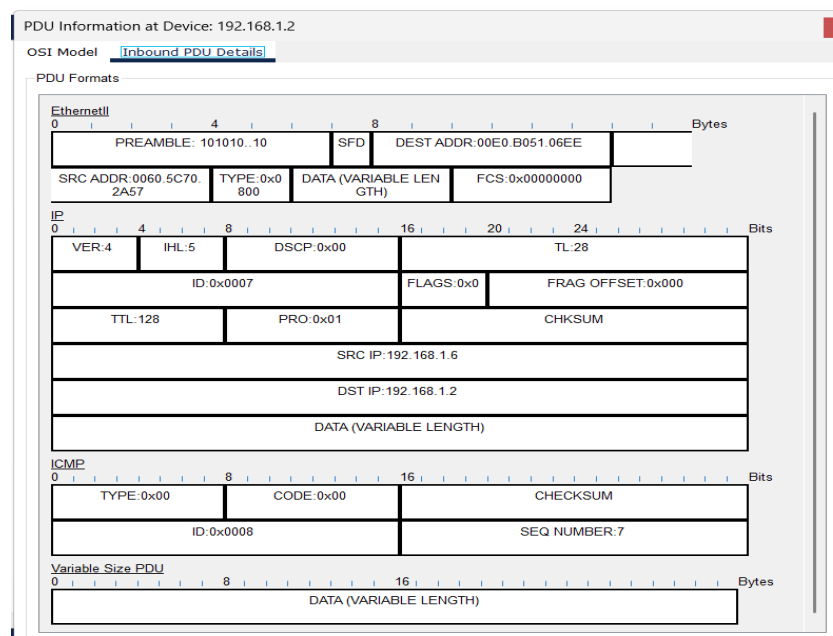 PDU Information at Device: 192.168.1.2
OSI Model Inbound PDU Details
PDU Formats
EthernetII
0 4 8 Bytes
PREAMBLE: 101010..10 SFD DEST ADDR:00E0.B051.06EE
SRC ADDR:0060.5C70. TYPE:0x0 DATA (VARIABLE LEN FCS:0x00000000
2A57 800 GTH)
IP
0 4 8 16 20 24 Bits
VER:4 IHL:5 DSCP:0x00 TL:28
ID:0x0007 FLAGS:0x0 FRAG OFFSET:0x000
TTL:128 PRO:0x01 CHKSUM
SRC IP:192.168.1.6
DST IP:192.168.1.2
DATA (VARIABLE LENGTH)
ICMP
0 8 16 Bits
TYPE:0x00 CODE:0x00 CHECKSUM
ID:0x0008 SEQ NUMBER:7
Variable Size PDU
0 8 16 Bytes
DATA (VARIABLE LENGTH)